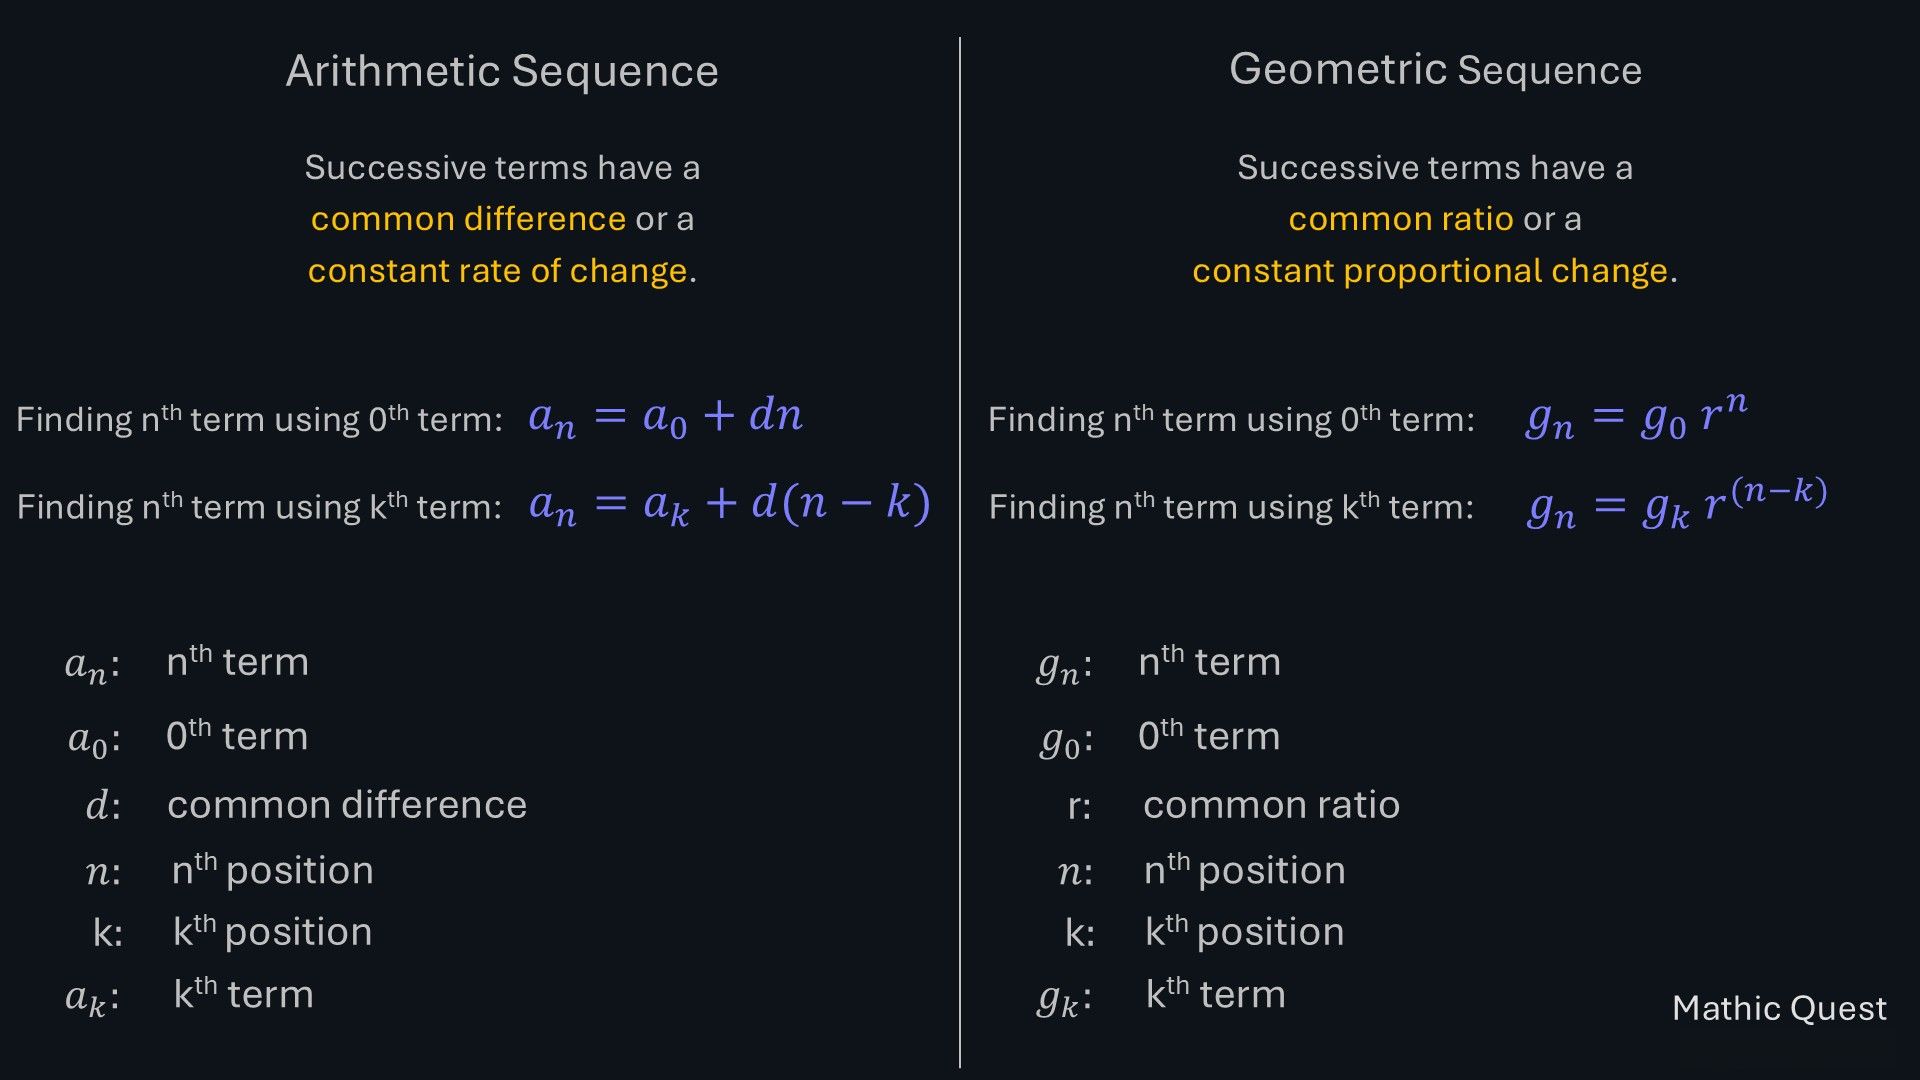 Arithmetic Sequence
Successive terms have a
common difference or a
constant rate of change.
Finding nᵗʰ term using 0ᵗʰ term: aₙ = a₀ + dn
Finding nᵗʰ term using kᵗʰ term: aₙ = aₖ + d(n − k)
aₙ: nᵗʰ term
a₀: 0ᵗʰ term
d: common difference
n: nᵗʰ position
k: kᵗʰ position
aₖ: kᵗʰ term
Geometric Sequence
Successive terms have a
common ratio or a
constant proportional change.
Finding nᵗʰ term using 0ᵗʰ term: gₙ = g₀ rⁿ
Finding nᵗʰ term using kᵗʰ term: gₙ = gₖ r⁽ⁿ⁻ᵏ⁾
gₙ: nᵗʰ term
g₀: 0ᵗʰ term
r: common ratio
n: nᵗʰ position
k: kᵗʰ position
gₖ: kᵗʰ term
Mathic Quest